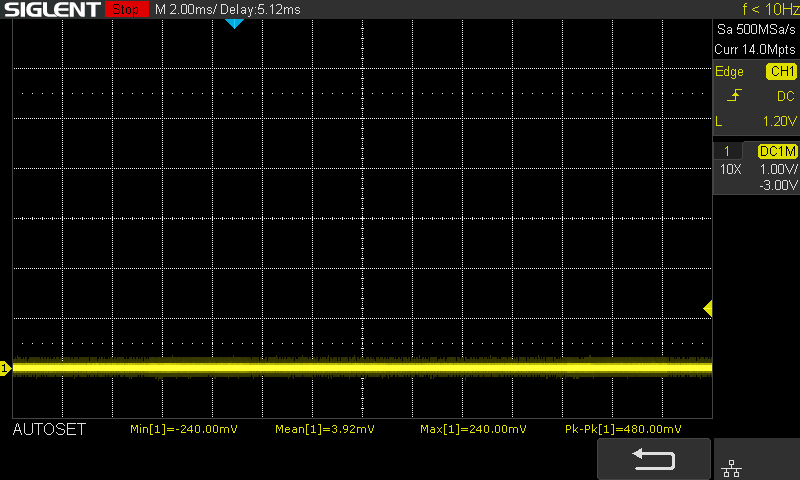 SIGLENT Stop M 2.00ms/ Delay:5.12ms f < 10Hz
Sa 500MSa/s
Curr 14.0Mpts
Edge CH1
DC
L 1.20V
1 DC1M
10X 1.00V/
-3.00V
1
AUTOSET Min[1]=-240.00mV Mean[1]=3.92mV Max[1]=240.00mV Pk-Pk[1]=480.00mV